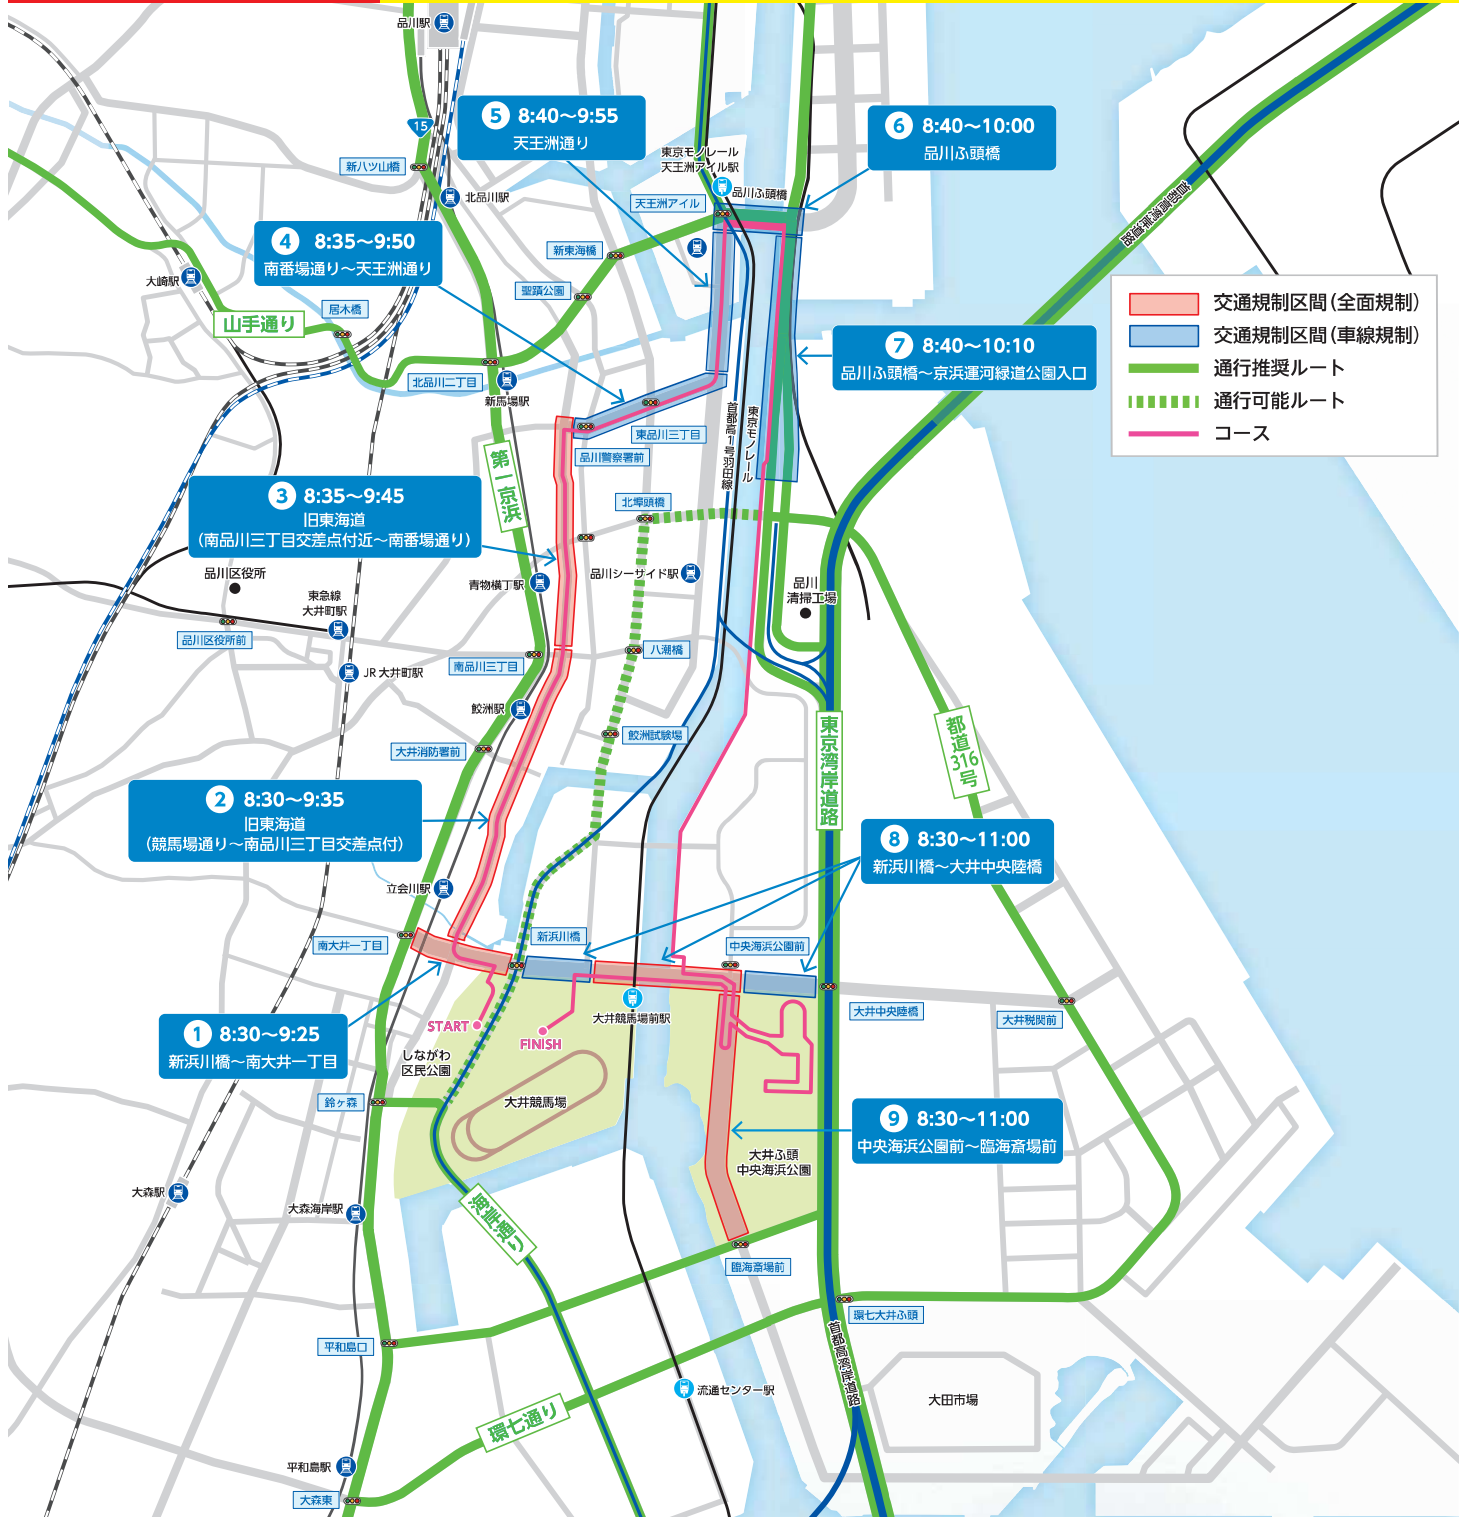 品川駅
15
5 8:40～9:55
天王洲通り
6 8:40～10:00
品川ふ頭橋
新八ツ山橋
北品川駅
東京モノレール
天王洲アイル駅
品川ふ頭橋
天王洲アイル
首都高湾岸道路
4 8:35～9:50
南番場通り～天王洲通り
新東海橋
聖蹟公園
大崎駅
居木橋
山手通り
北品川二丁目
新馬場駅
7 8:40～10:10
品川ふ頭橋～京浜運河緑道公園入口
交通規制区間（全面規制）
交通規制区間（車線規制）
通行推奨ルート
通行可能ルート
コース
首都高1号羽田線
東京モノレール
東品川三丁目
品川警察署前
第一京浜
3 8:35～9:45
旧東海道
（南品川三丁目交差点付近～南番場通り）
北埠頭橋
品川シーサイド駅
品川
清掃工場
品川区役所
東急線
大井町駅
品川区役所前
青物横丁駅
八潮橋
南品川三丁目
JR 大井町駅
鮫洲駅
鮫洲試験場
大井消防署前
東京湾岸道路
都道316号
2 8:30～9:35
旧東海道
（競馬場通り～南品川三丁目交差点付）
8 8:30～11:00
新浜川橋～大井中央陸橋
立会川駅
南大井一丁目
新浜川橋
中央海浜公園前
大井中央陸橋
大井税関前
大井競馬場前駅
START
FINISH
1 8:30～9:25
新浜川橋～南大井一丁目
しながわ
区民公園
鈴ヶ森
大井競馬場
9 8:30～11:00
中央海浜公園前～臨海斎場前
大井ふ頭
中央海浜公園
大森駅
大森海岸駅
海岸通り
臨海斎場前
環七大井ふ頭
首都高湾岸道路
平和島口
流通センター駅
大田市場
環七通り
平和島駅
大森東